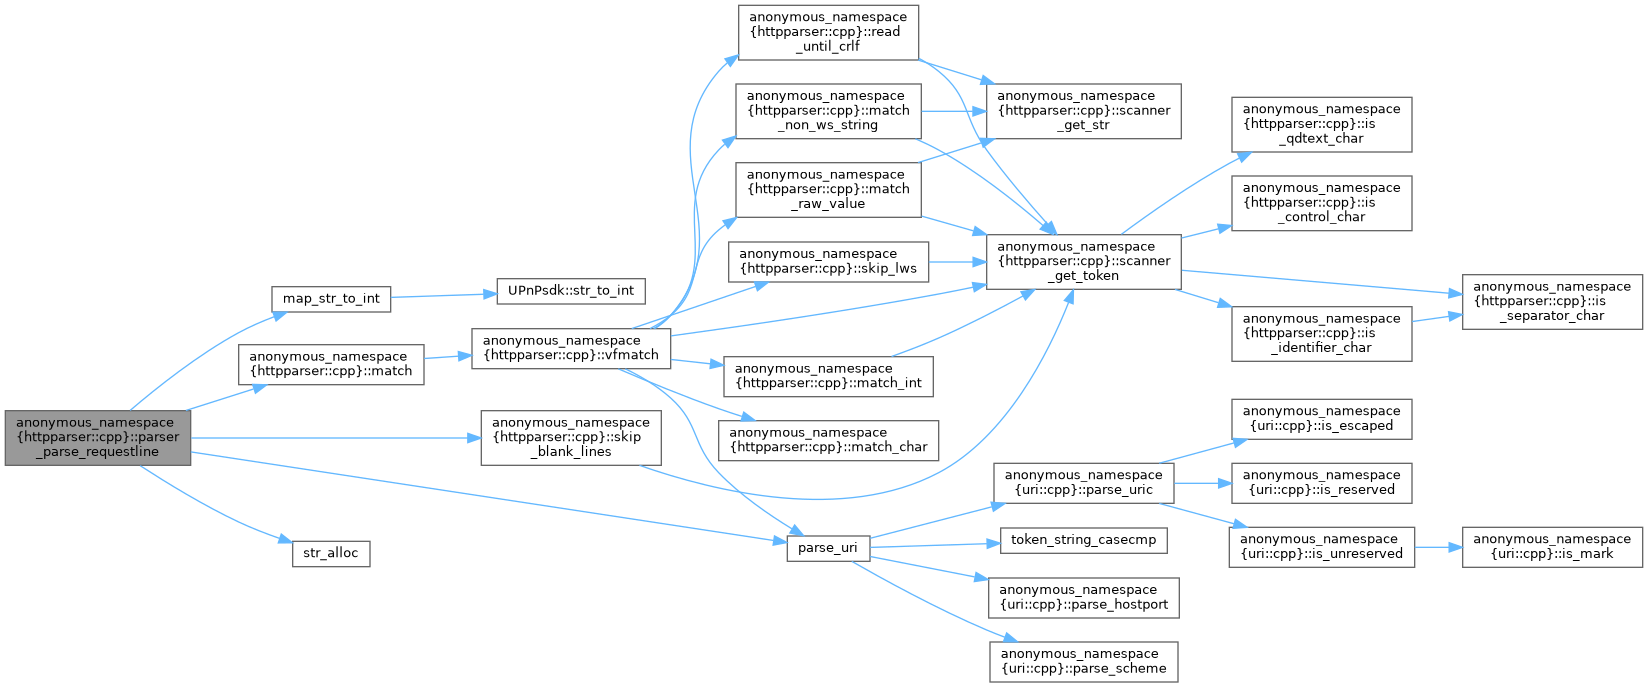 anonymous_namespace
{httpparser::cpp}::parser
_parse_requestline
map_str_to_int
UPnPsdk::str_to_int
anonymous_namespace
{httpparser::cpp}::match
anonymous_namespace
{httpparser::cpp}::vfmatch
anonymous_namespace
{httpparser::cpp}::read
_until_crlf
anonymous_namespace
{httpparser::cpp}::scanner
_get_str
anonymous_namespace
{httpparser::cpp}::scanner
_get_token
anonymous_namespace
{httpparser::cpp}::is
_qdtext_char
anonymous_namespace
{httpparser::cpp}::is
_control_char
anonymous_namespace
{httpparser::cpp}::is
_separator_char
anonymous_namespace
{httpparser::cpp}::is
_identifier_char
anonymous_namespace
{httpparser::cpp}::match
_non_ws_string
anonymous_namespace
{httpparser::cpp}::match
_raw_value
anonymous_namespace
{httpparser::cpp}::skip_lws
anonymous_namespace
{httpparser::cpp}::match_int
anonymous_namespace
{httpparser::cpp}::match_char
parse_uri
anonymous_namespace
{uri::cpp}::parse_uric
anonymous_namespace
{uri::cpp}::is_escaped
anonymous_namespace
{uri::cpp}::is_reserved
anonymous_namespace
{uri::cpp}::is_unreserved
anonymous_namespace
{uri::cpp}::is_mark
token_string_casecmp
anonymous_namespace
{uri::cpp}::parse_hostport
anonymous_namespace
{uri::cpp}::parse_scheme
anonymous_namespace
{httpparser::cpp}::skip
_blank_lines
str_alloc